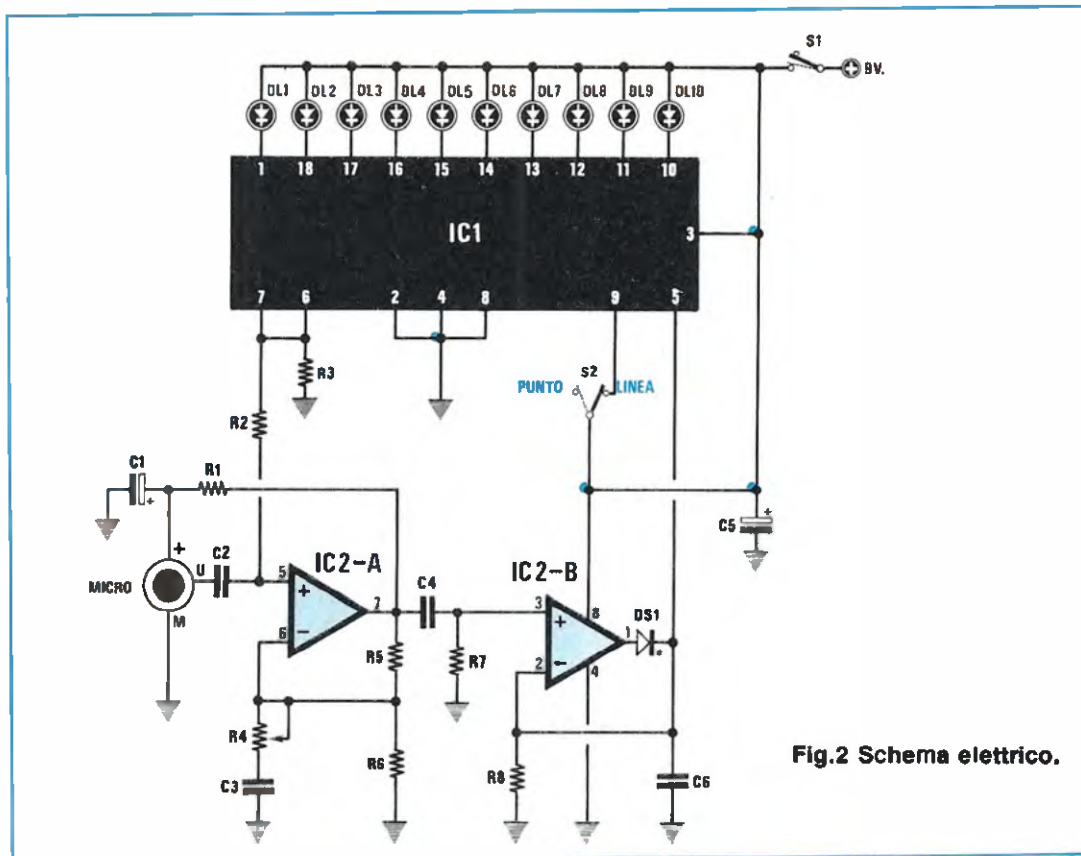 S1
9V.
DL1 DL2 DL3 DL4 DL5 DL6 DL7 DL8 DL9 DL10
1 18 17 16 15 14 13 12 11 10
IC1
3
7 6 2 4 8 9 5
R3
S2
PUNTO LINEA
R2
C1
R1
+
C5
+
+
MICRO
U
C2
M
5
+
IC2-A
7
6
-
C4
IC2-B
3
+
8
DS1
1
2
-
4
R5
R7
R4
R6
R8
C3
C6
Fig.2 Schema elettrico.